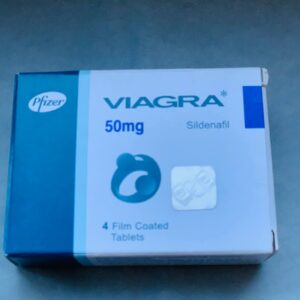 Pfizer
VIAGRA*
50mg
Sildenafil
4 Film Coated
Tablets